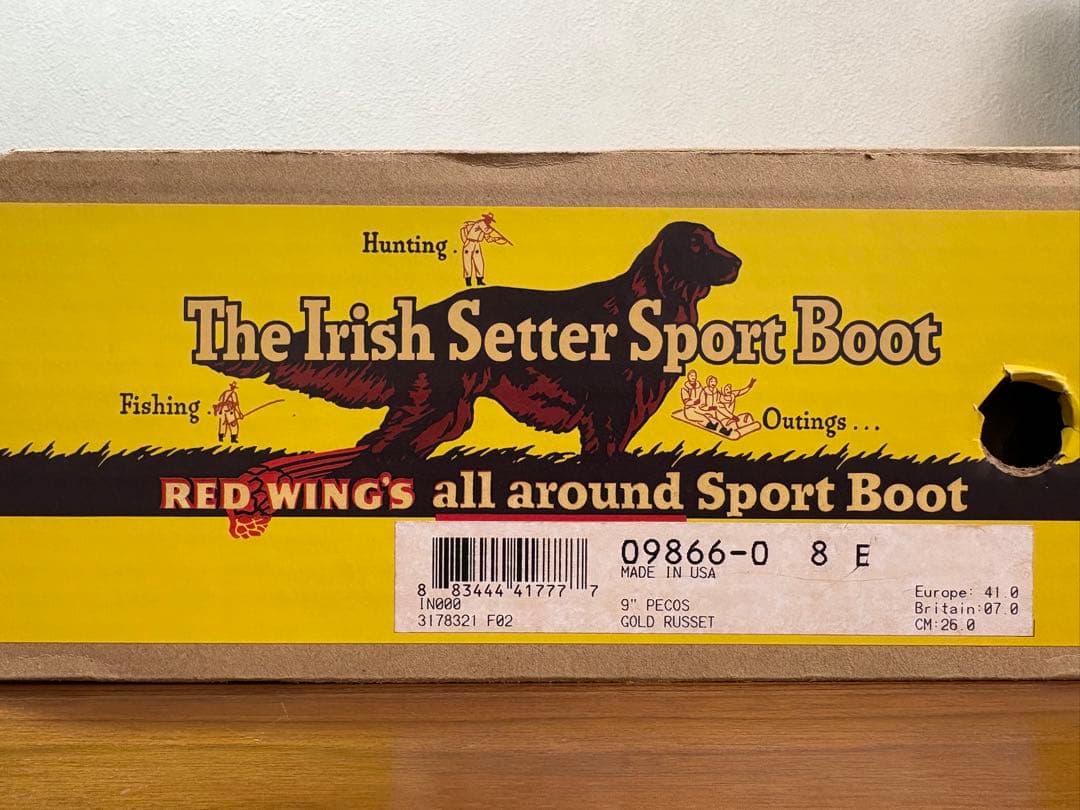 Hunting.
The Irish Setter Sport Boot
Fishing.
Outings...
RED WING'S all around Sport Boot
09866-0 8 E
MADE IN USA
8 83444 41777 7
IN000
3178321 F02
9" PECOS
GOLD RUSSET
Europe: 41.0
Britain:07.0
CM:26.0